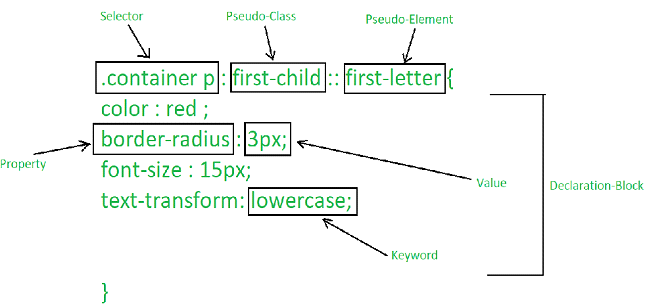 Selector
Pseudo-Class
Pseudo-Element
.container p : first-child :: first-letter {
color : red ;
border-radius : 3px;
Property
font-size : 15px;
Value
Declaration-Block
text-transform: lowercase;
Keyword
}